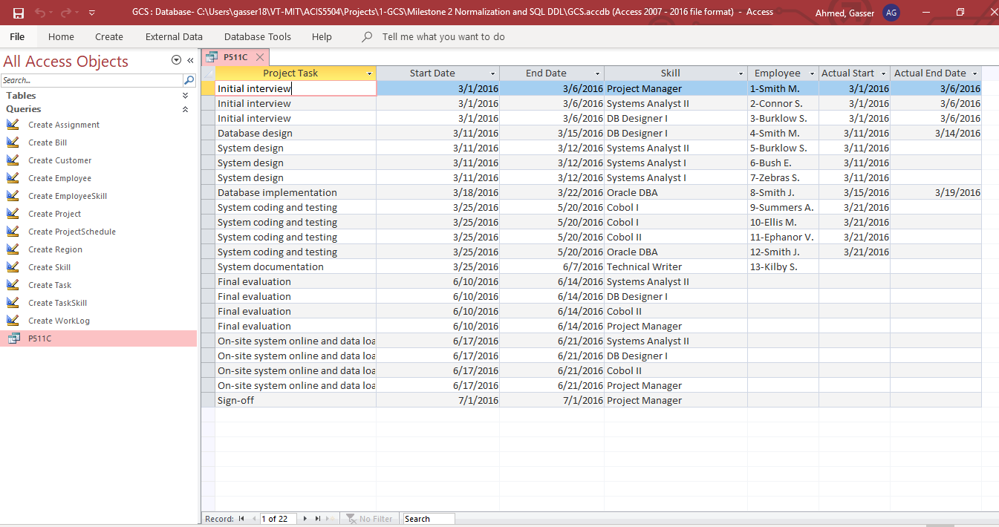 GCS : Database- C:\Users\gasser18\VT-MIT\ACIS5504\Projects\1-GCS\Milestone 2 Normalization and SQL DDL\GCS.accdb (Access 2007 - 2016 file format) - Access Ahmed, Gasser AG
File Home Create External Data Database Tools Help Tell me what you want to do
All Access Objects
Search...
Tables
Queries
Create Assignment
Create Bill
Create Customer
Create Employee
Create EmployeeSkill
Create Project
Create ProjectSchedule
Create Region
Create Skill
Create Task
Create TaskSkill
Create WorkLog
P511C
P511C
Project Task Start Date End Date Skill Employee Actual Start Actual End Date
Initial interview 3/1/2016 3/6/2016 Project Manager 1-Smith M. 3/1/2016 3/6/2016
Initial interview 3/1/2016 3/6/2016 Systems Analyst II 2-Connor S. 3/1/2016 3/6/2016
Initial interview 3/1/2016 3/6/2016 DB Designer I 3-Burklow S. 3/1/2016 3/6/2016
Database design 3/11/2016 3/15/2016 DB Designer I 4-Smith M. 3/11/2016 3/14/2016
System design 3/11/2016 3/12/2016 Systems Analyst II 5-Burklow S. 3/11/2016
System design 3/11/2016 3/12/2016 Systems Analyst I 6-Bush E. 3/11/2016
System design 3/11/2016 3/12/2016 Systems Analyst I 7-Zebras S. 3/11/2016
Database implementation 3/18/2016 3/22/2016 Oracle DBA 8-Smith J. 3/15/2016 3/19/2016
System coding and testing 3/25/2016 5/20/2016 Cobol I 9-Summers A. 3/21/2016
System coding and testing 3/25/2016 5/20/2016 Cobol I 10-Ellis M. 3/21/2016
System coding and testing 3/25/2016 5/20/2016 Cobol II 11-Ephanor V. 3/21/2016
System coding and testing 3/25/2016 5/20/2016 Oracle DBA 12-Smith J. 3/21/2016
System documentation 3/25/2016 6/7/2016 Technical Writer 13-Kilby S.
Final evaluation 6/10/2016 6/14/2016 Systems Analyst II
Final evaluation 6/10/2016 6/14/2016 DB Designer I
Final evaluation 6/10/2016 6/14/2016 Cobol II
Final evaluation 6/10/2016 6/14/2016 Project Manager
On-site system online and data loa 6/17/2016 6/21/2016 Systems Analyst II
On-site system online and data loa 6/17/2016 6/21/2016 DB Designer I
On-site system online and data loa 6/17/2016 6/21/2016 Cobol II
On-site system online and data loa 6/17/2016 6/21/2016 Project Manager
Sign-off 7/1/2016 7/1/2016 Project Manager
Record: 1 of 22 No Filter Search